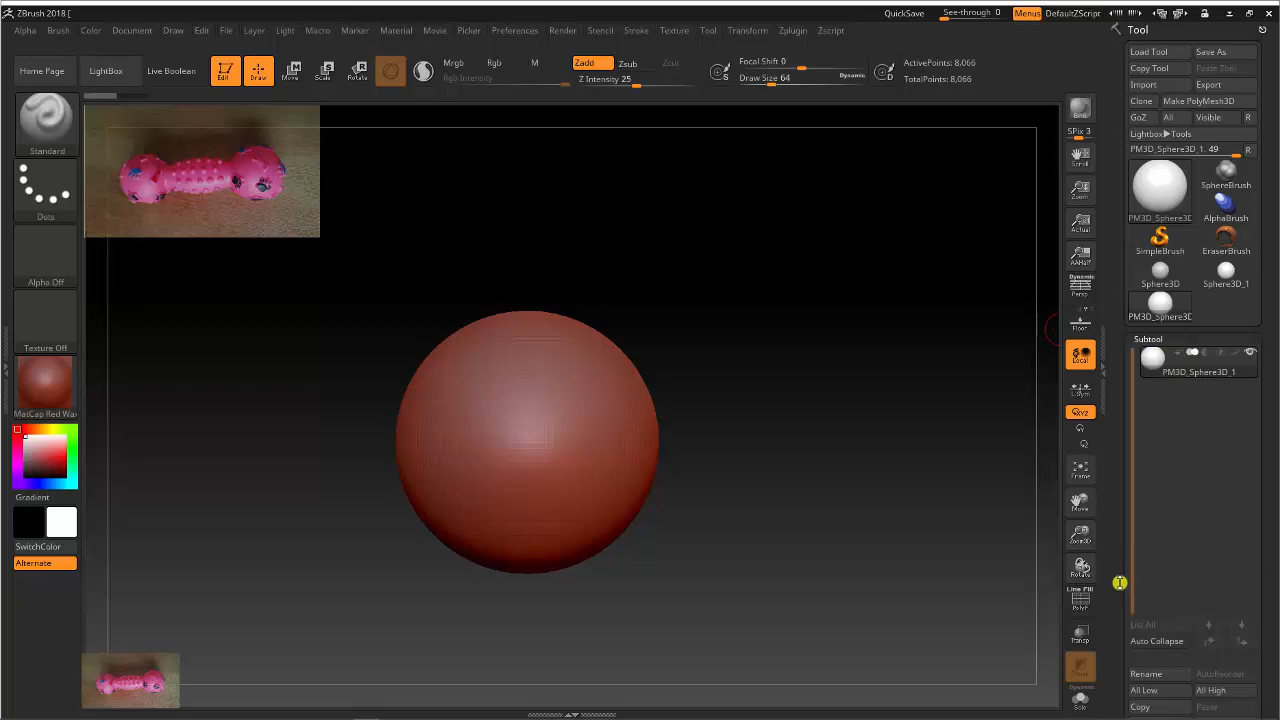 ZBrush 2018 [
QuickSave
See-through 0
Menus
DefaultZScript
Alpha
Brush
Color
Document
Draw
Edit
File
Layer
Light
Macro
Marker
Material
Movie
Picker
Preferences
Render
Stencil
Stroke
Texture
Tool
Transform
Zplugin
Zscript
Home Page
LightBox
Live Boolean
Edit
Draw
Move
Scale
Rotate
Mrgb
Rgb
M
Rgb Intensity
Zadd
Zsub
Zcut
Z Intensity 25
S
Focal Shift 0
Draw Size 64
Dynamic
D
ActivePoints: 8,066
TotalPoints: 8,066
Standard
Dots
Alpha Off
Texture Off
MatCap Red Wax
Gradient
SwitchColor
Alternate
BPR
SPix 3
Scroll
Zoom
Actual
AAHalf
Dynamic
Persp
Floor
Local
L.Sym
XYZ
Frame
Move
Zoom3D
Rotate
Line Fill
PolyF
Transp
Dynamic
Solo
Tool
Load Tool
Save As
Copy Tool
Paste Tool
Import
Export
Clone
Make PolyMesh3D
GoZ
All
Visible
R
Lightbox▶Tools
PM3D_Sphere3D_1. 49
R
PM3D_Sphere3D
SphereBrush
AlphaBrush
SimpleBrush
EraserBrush
Sphere3D
Sphere3D_1
PM3D_Sphere3D
Subtool
PM3D_Sphere3D_1
List All
Auto Collapse
Rename
AutoReorder
All Low
All High
Copy
Paste